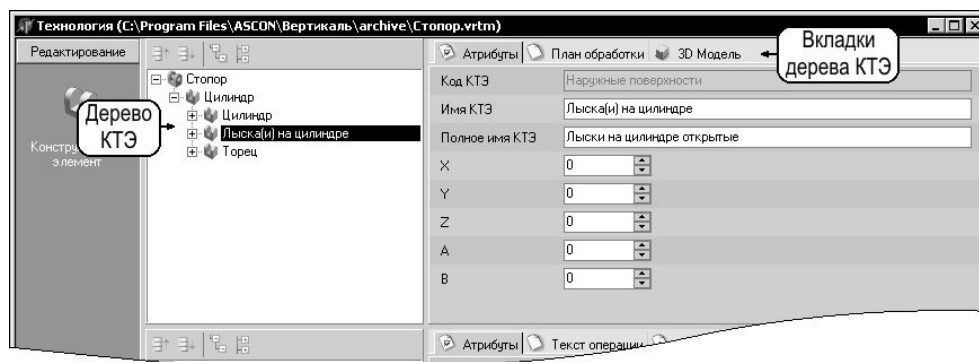 Технология (C:\Program Files\ASCON\Вертикаль\archive\Стопор.vrtm)
Редактирование
Атрибуты План обработки 3D Модель
Вкладки
дерева КТЭ
Стопор
Цилиндр
Цилиндр
Лыска(и) на цилиндре
Торец
Дерево
КТЭ
элемент
Код КТЭ Наружные поверхности
Имя КТЭ Лыска(и) на цилиндре
Полное имя КТЭ Лыски на цилиндре открытые
X 0
Y 0
Z 0
A 0
B 0
Атрибуты Текст операции